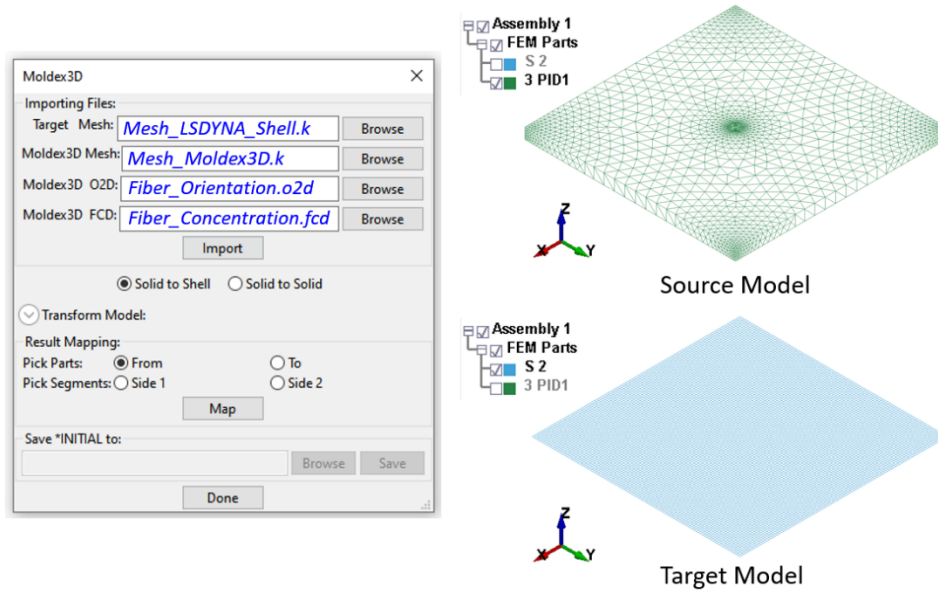 Moldex3D
Importing Files:
Target Mesh: Mesh_LSDYNA_Shell.k Browse
Moldex3D Mesh: Mesh_Moldex3D.k Browse
Moldex3D O2D: Fiber_Orientation.o2d Browse
Moldex3D FCD: Fiber_Concentration.fcd Browse
Import
Solid to Shell Solid to Solid
Transform Model:
Result Mapping:
Pick Parts: From To
Pick Segments: Side 1 Side 2
Map
Save *INITIAL to:
Browse Save
Done
Assembly 1
FEM Parts
S 2
3 PID1
Z
X Y
Source Model
Assembly 1
FEM Parts
S 2
3 PID1
Z
X Y
Target Model